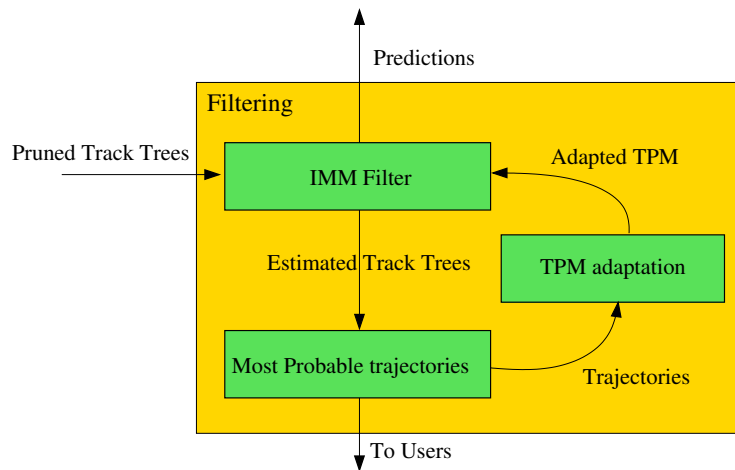 Predictions
Filtering
Pruned Track Trees
Adapted TPM
IMM Filter
Estimated Track Trees
TPM adaptation
Most Probable trajectories
Trajectories
To Users